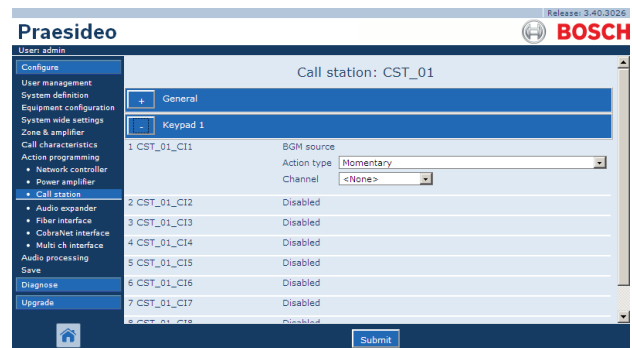 Release: 3.40.3026
Praesideo
BOSCH
User: admin
Configure
User management
System definition
Equipment configuration
System wide settings
Zone & amplifier
Call characteristics
Action programming
• Network controller
• Power amplifier
• Call station
• Audio expander
• Fiber interface
• CobraNet interface
• Multi ch interface
Audio processing
Save
Diagnose
Upgrade
Call station: CST_01
+ General
- Keypad 1
1 CST_01_CI1 BGM source
Action type Momentary
Channel <None>
2 CST_01_CI2 Disabled
3 CST_01_CI3 Disabled
4 CST_01_CI4 Disabled
5 CST_01_CI5 Disabled
6 CST_01_CI6 Disabled
7 CST_01_CI7 Disabled
8 CST_01_CI8 Disabled
Submit